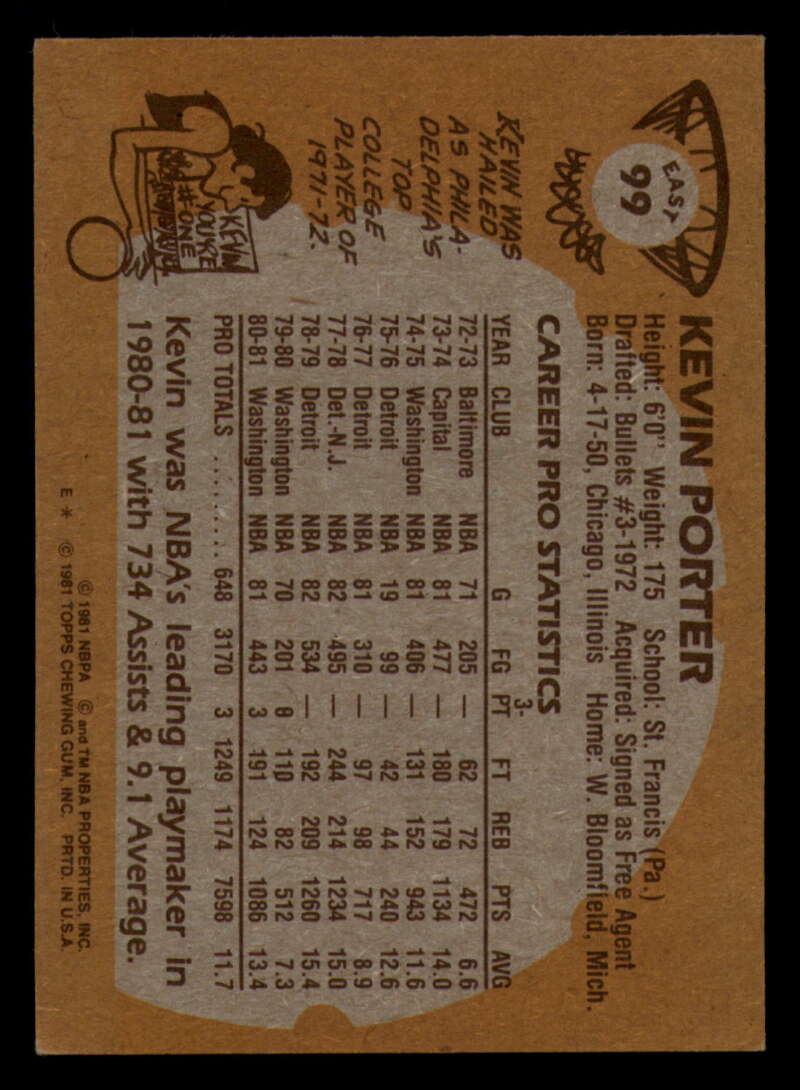 EASY
99
KEVIN PORTER
Height: 6'0" Weight: 175 School: St. Francis (Pa.)
Drafted: Bullets #3-1972 Acquired: Signed as Free Agent
Born: 4-17-50, Chicago, Illinois Home: W. Bloomfield, Mich.
KEVIN WAS
HAILED
AS PHILA-
DELPHIA'S
TOP
COLLEGE
PLAYER OF
1971-72.
KEVIN
YOU'RE
#ONE
CAREER PRO STATISTICS
YEAR CLUB G FG 3-PT FT REB PTS AVG
72-73 Baltimore NBA 71 205 — 62 72 472 6.6
73-74 Capital NBA 81 477 — 180 179 1134 14.0
74-75 Washington NBA 81 406 — 131 152 943 11.6
75-76 Detroit NBA 19 99 — 42 44 240 12.6
76-77 Detroit NBA 81 310 — 97 98 717 8.9
77-78 Det.-N.J. NBA 82 495 — 244 214 1234 15.0
78-79 Detroit NBA 82 534 — 192 209 1260 15.4
79-80 Washington NBA 70 201 0 110 82 512 7.3
80-81 Washington NBA 81 443 3 191 124 1086 13.4
PRO TOTALS ......... 648 3170 3 1249 1174 7598 11.7
Kevin was NBA's leading playmaker in
1980-81 with 734 Assists & 9.1 Average.
© 1981 NBPA © and TM NBA PROPERTIES, INC.
E * © 1981 TOPPS CHEWING GUM, INC. PRTD. IN U.S.A.